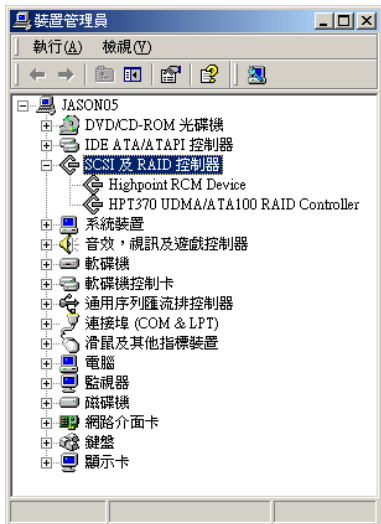 裝置管理員
執行(A) 檢視(V)
JASON05
DVD/CD-ROM 光碟機
IDE ATA/ATAPI 控制器
SCSI 及 RAID 控制器
Highpoint RCM Device
HPT370 UDMA/ATA100 RAID Controller
系統裝置
音效，視訊及遊戲控制器
軟碟機
軟碟機控制卡
通用序列匯流排控制器
連接埠 (COM & LPT)
滑鼠及其他指標裝置
電腦
監視器
磁碟機
網路介面卡
鍵盤
顯示卡